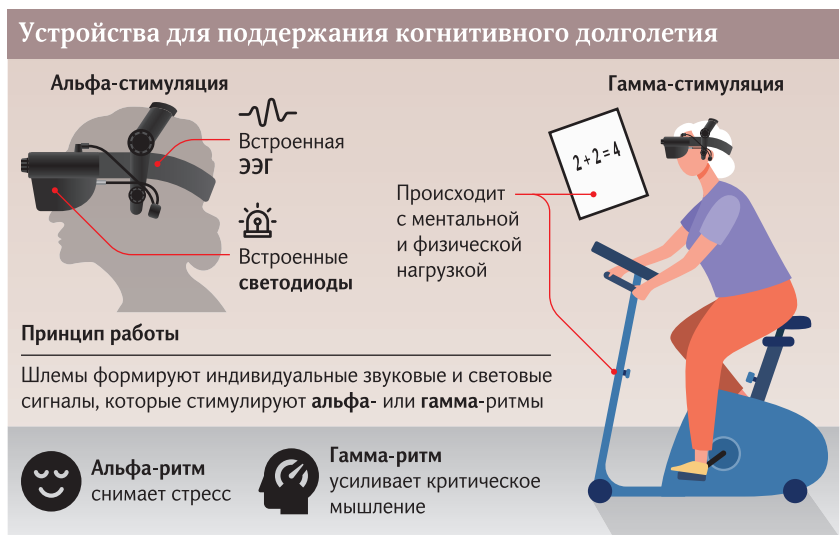 Устройства для поддержания когнитивного долголетия
Альфа-стимуляция
Встроенная
ЭЭГ
Встроенные
светодиоды
Гамма-стимуляция
2+2=4
Происходит
с ментальной
и физической
нагрузкой
Принцип работы
Шлемы формируют индивидуальные звуковые и световые
сигналы, которые стимулируют альфа- или гамма-ритмы
Альфа-ритм
снимает стресс
Гамма-ритм
усиливает критическое
мышление